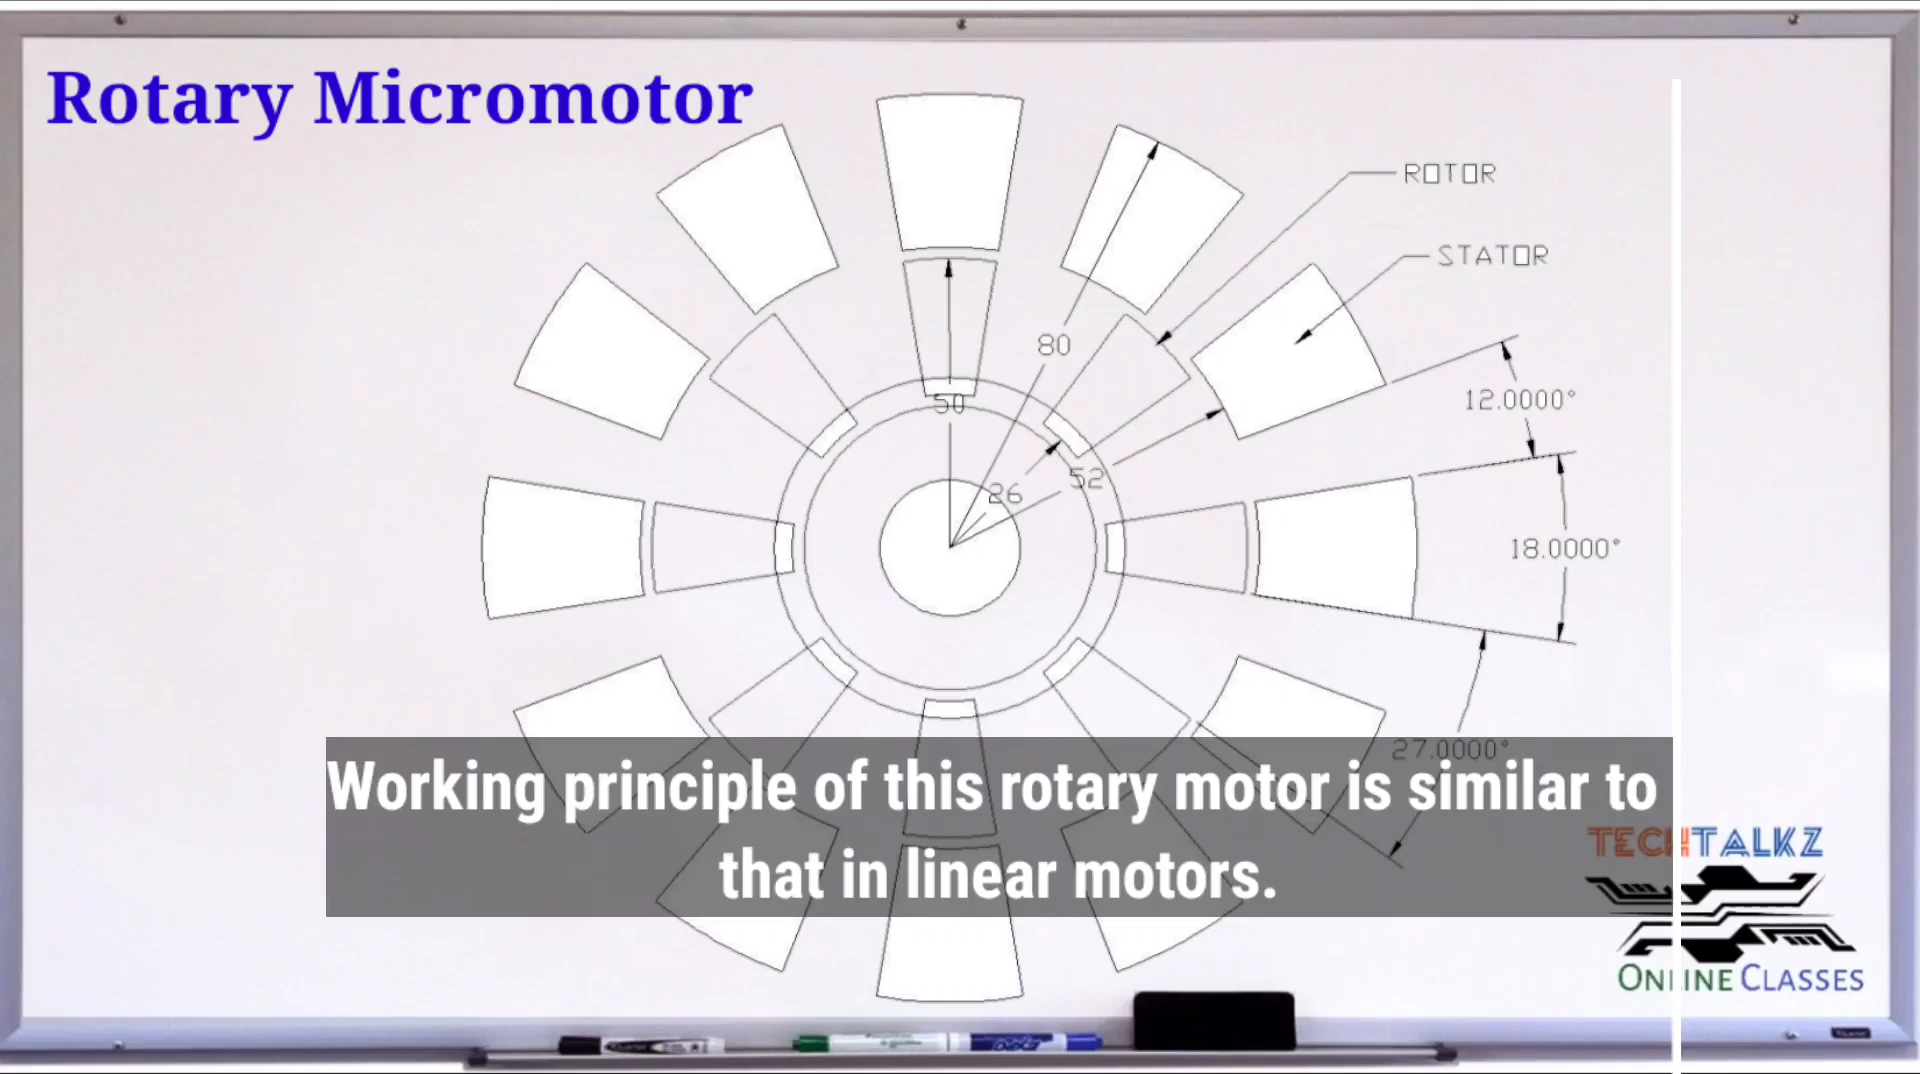 Rotary Micromotor
ROTOR
STATOR
80
12.0000°
50
52
26
18.0000°
27.0000°
Working principle of this rotary motor is similar to
that in linear motors.
TECHTALKZ
ONLINE CLASSES